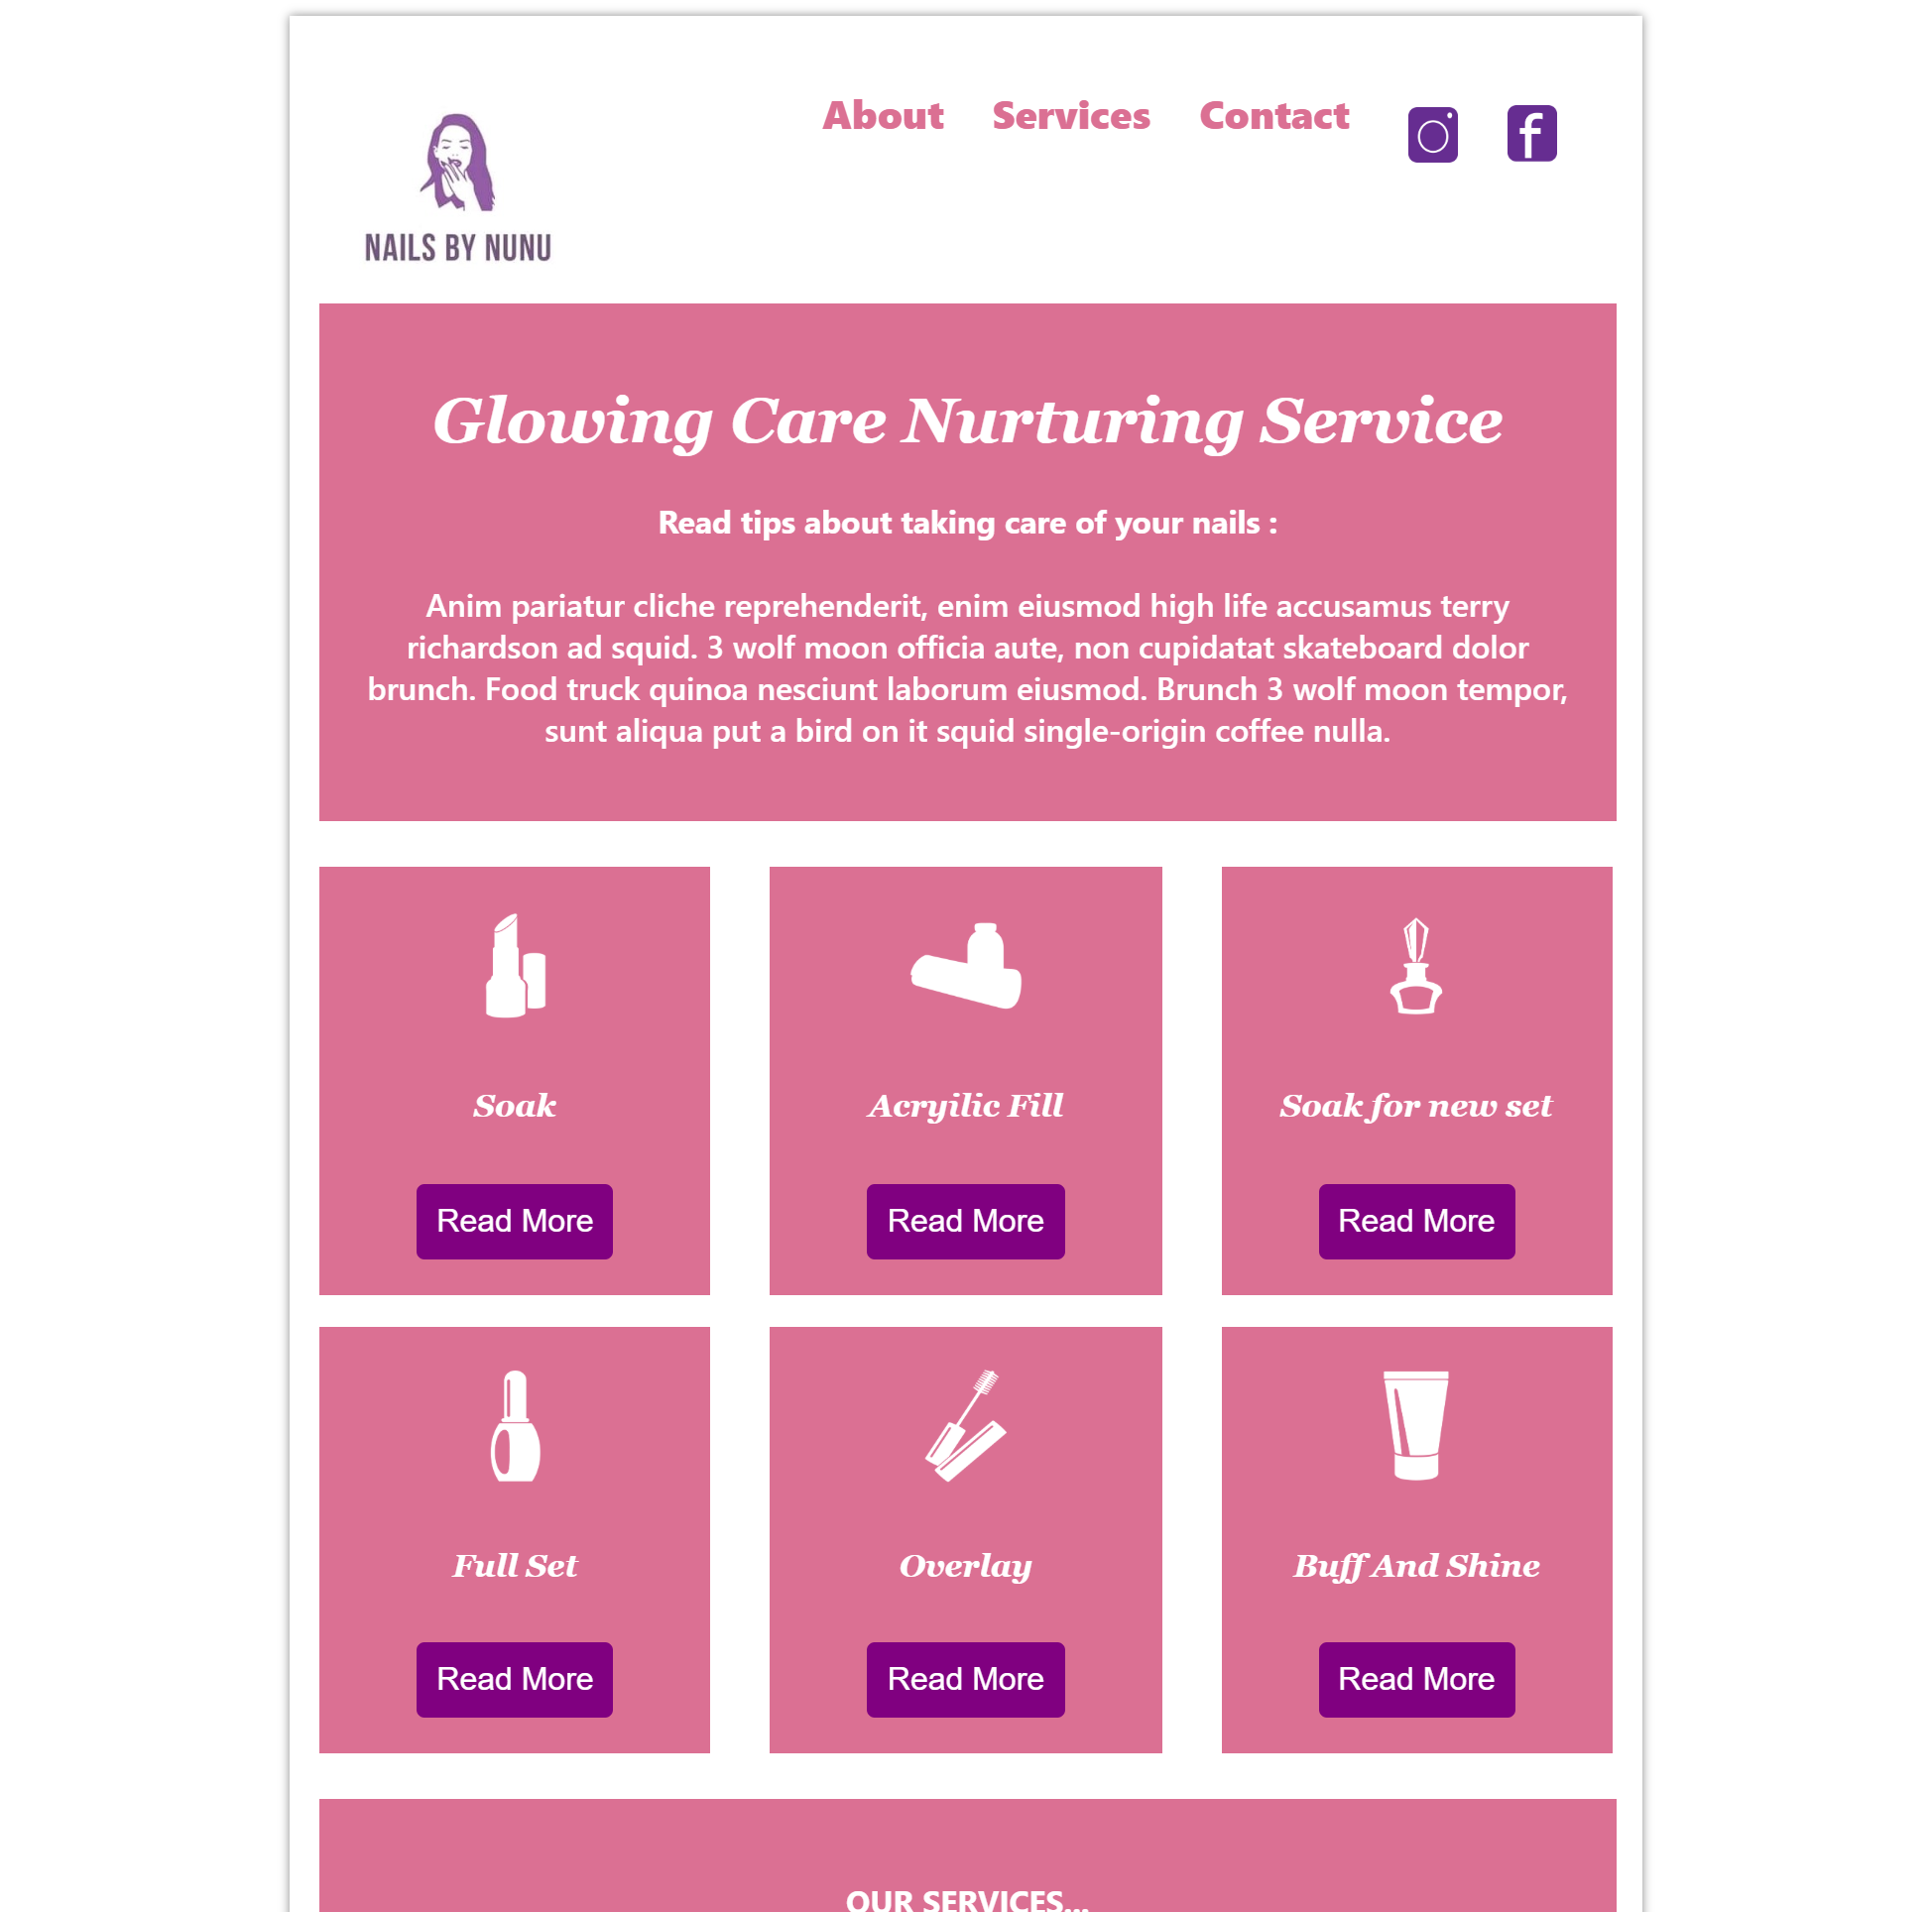 About Services Contact
NAILS BY NUNU
Glowing Care Nurturing Service
Read tips about taking care of your nails :
Anim pariatur cliche reprehenderit, enim eiusmod high life accusamus terry
richardson ad squid. 3 wolf moon officia aute, non cupidatat skateboard dolor
brunch. Food truck quinoa nesciunt laborum eiusmod. Brunch 3 wolf moon tempor,
sunt aliqua put a bird on it squid single-origin coffee nulla.
Soak
Read More
Acryilic Fill
Read More
Soak for new set
Read More
Full Set
Read More
Overlay
Read More
Buff And Shine
Read More
OUR SERVICES...